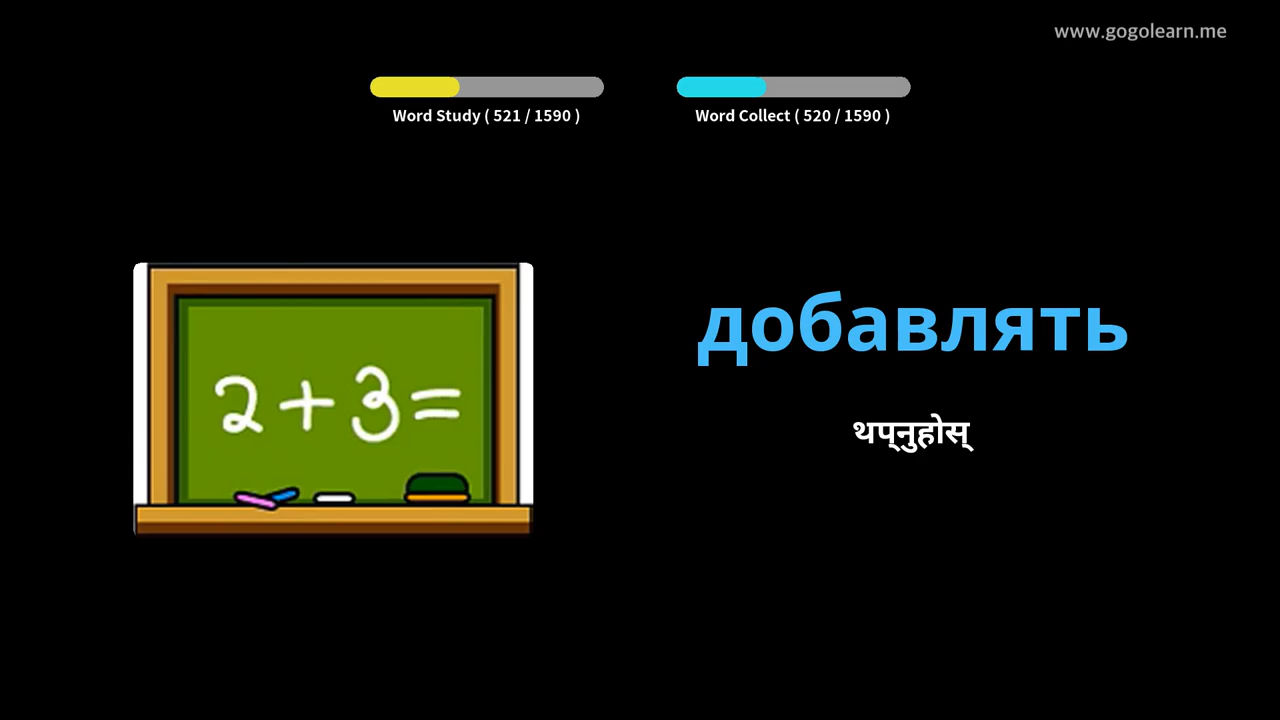 www.gogolearn.me
Word Study ( 521 / 1590 )
Word Collect ( 520 / 1590 )
2 + 3 =
добавлять
थप्नुहोस्